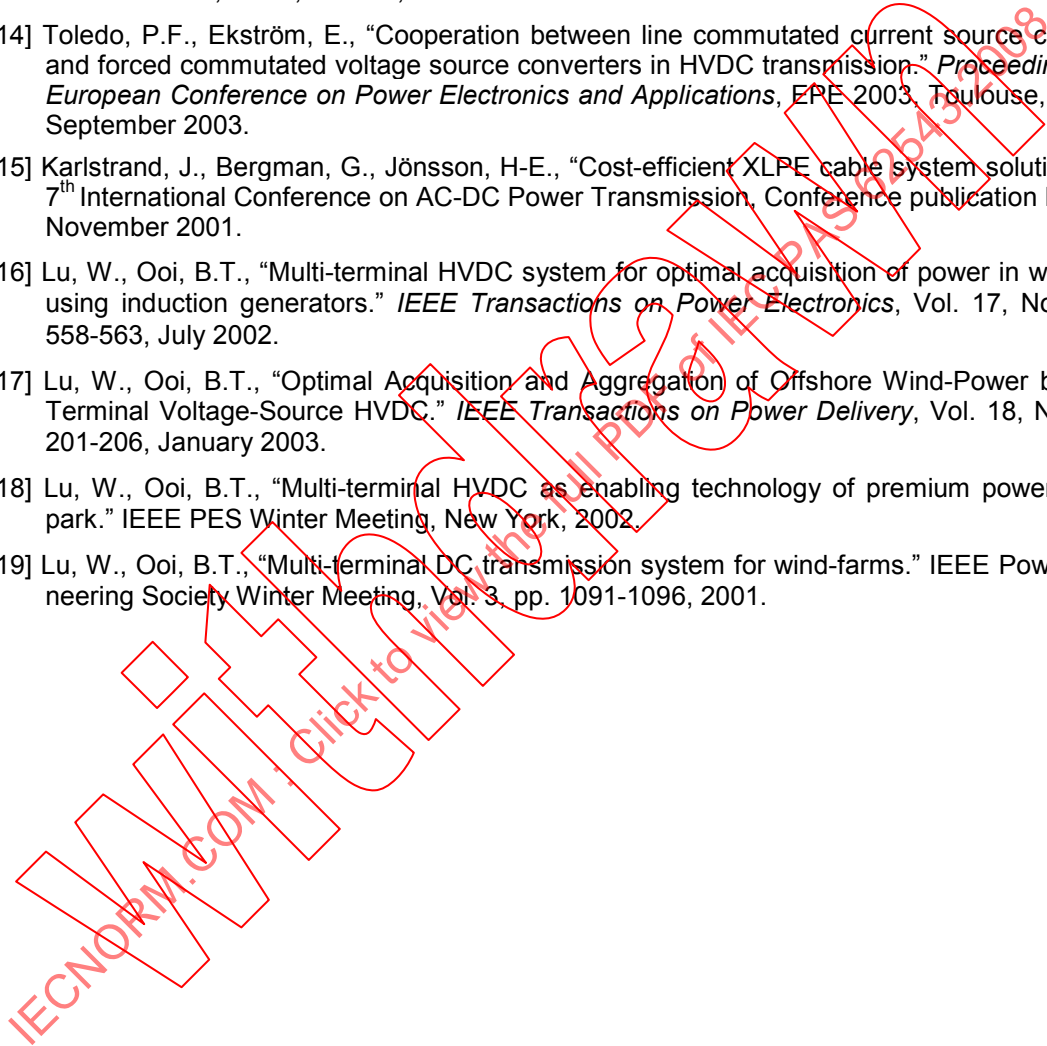 14] Toledo, P.F., Ekström, E., “Cooperation between line commutated current source c
and forced commutated voltage source converters in HVDC transmission.” Proceedin
European Conference on Power Electronics and Applications, EPE 2003, Toulouse,
September 2003.
15] Karlstrand, J., Bergman, G., Jönsson, H-E., “Cost-efficient XLPE cable system soluti
7th International Conference on AC-DC Power Transmission, Conference publication
November 2001.
16] Lu, W., Ooi, B.T., “Multi-terminal HVDC system for optimal acquisition of power in w
using induction generators.” IEEE Transactions on Power Electronics, Vol. 17, No
558-563, July 2002.
17] Lu, W., Ooi, B.T., “Optimal Acquisition and Aggregation of Offshore Wind-Power b
Terminal Voltage-Source HVDC.” IEEE Transactions on Power Delivery, Vol. 18, N
201-206, January 2003.
18] Lu, W., Ooi, B.T., “Multi-terminal HVDC as enabling technology of premium power
park.” IEEE PES Winter Meeting, New York, 2002.
19] Lu, W., Ooi, B.T., “Multi-terminal DC transmission system for wind-farms.” IEEE Pow
neering Society Winter Meeting, Vol. 3, pp. 1091-1096, 2001.
withdrawn
IECNORM.COM : Click to view the full PDF of IEC PAS 62543:2008